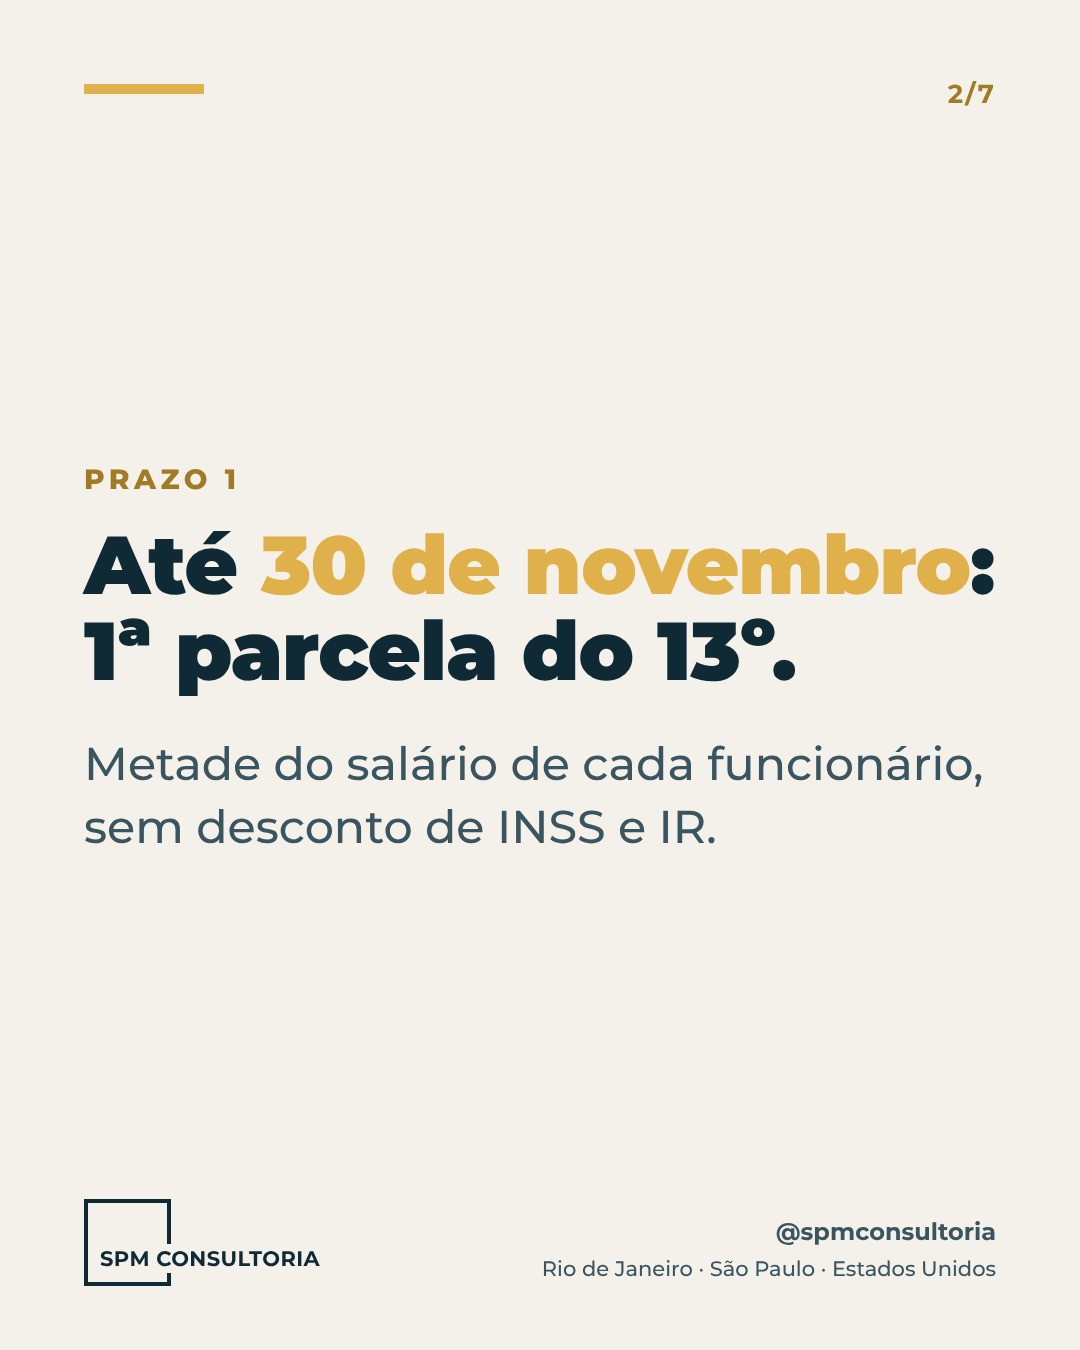 2/7
PRAZO 1
Até 30 de novembro:
1ª parcela do 13º.
Metade do salário de cada funcionário,
sem desconto de INSS e IR.
SPM CONSULTORIA
@spmconsultoria
Rio de Janeiro · São Paulo · Estados Unidos